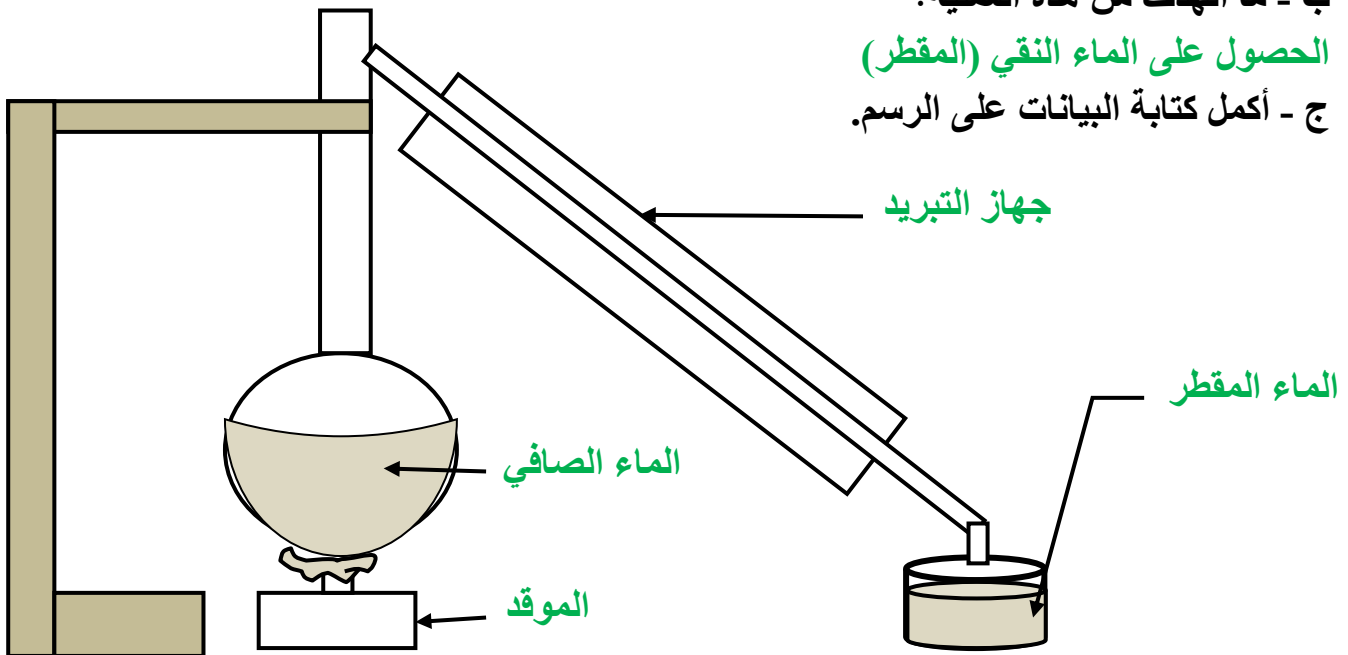 الحصول على الماء النقي (المقطر)
ج - أكمل كتابة البيانات على الرسم.
جهاز التبريد
الماء المقطر
الماء الصافي
الموقد